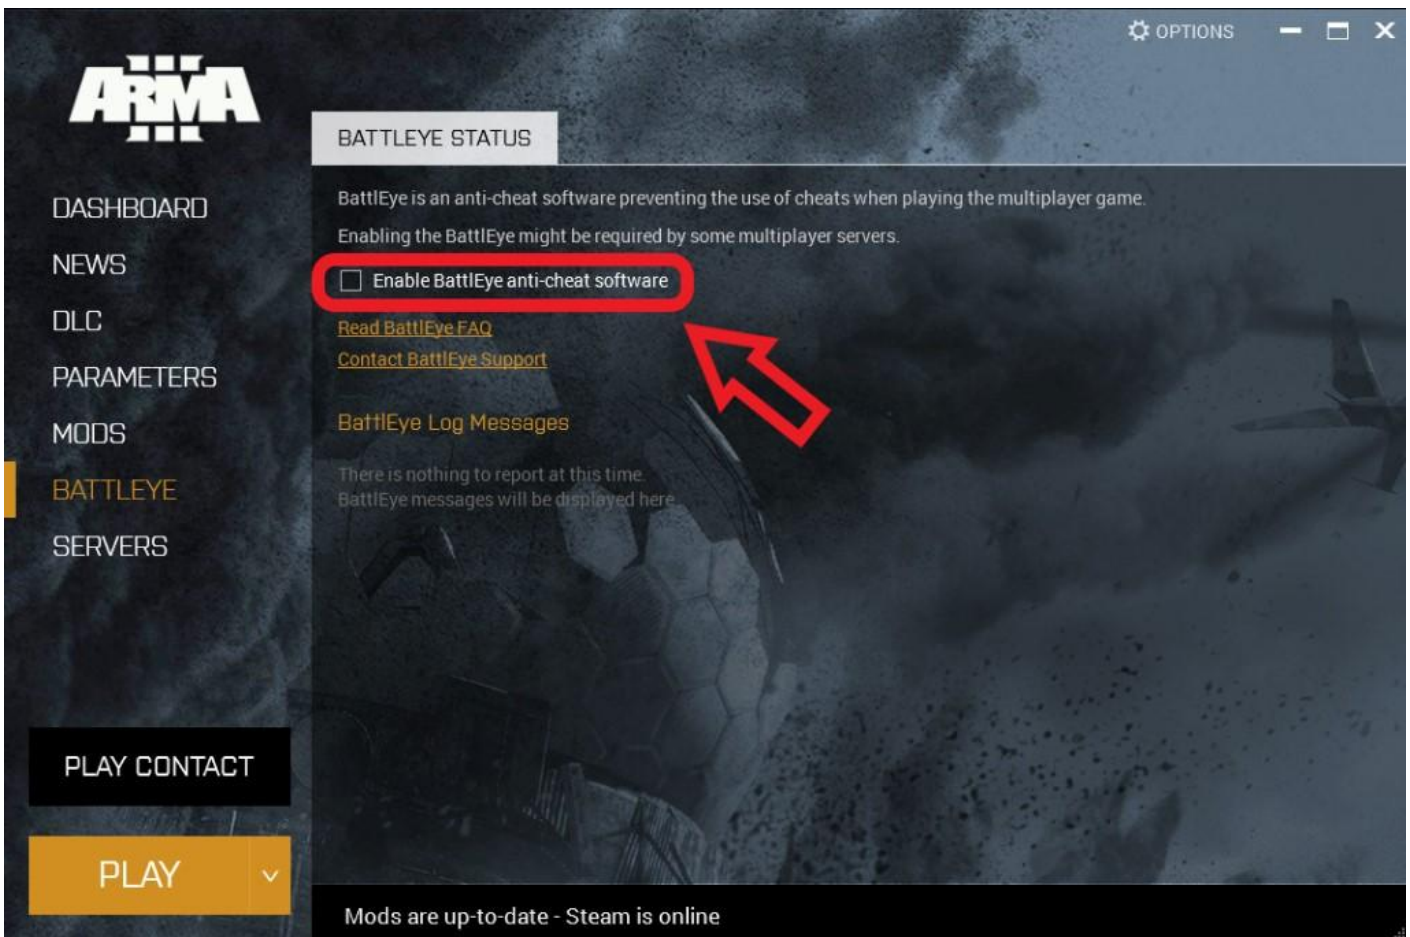 OPTIONS
ARMA III
BATTLEYE STATUS
DASHBOARD
NEWS
DLC
PARAMETERS
MODS
BATTLEYE
SERVERS
PLAY CONTACT
PLAY
BattlEye is an anti-cheat software preventing the use of cheats when playing the multiplayer game.
Enabling the BattlEye might be required by some multiplayer servers.
Enable BattlEye anti-cheat software
Read BattlEye FAQ
Contact BattlEye Support
BattlEye Log Messages
There is nothing to report at this time.
BattlEye messages will be displayed here
Mods are up-to-date - Steam is online